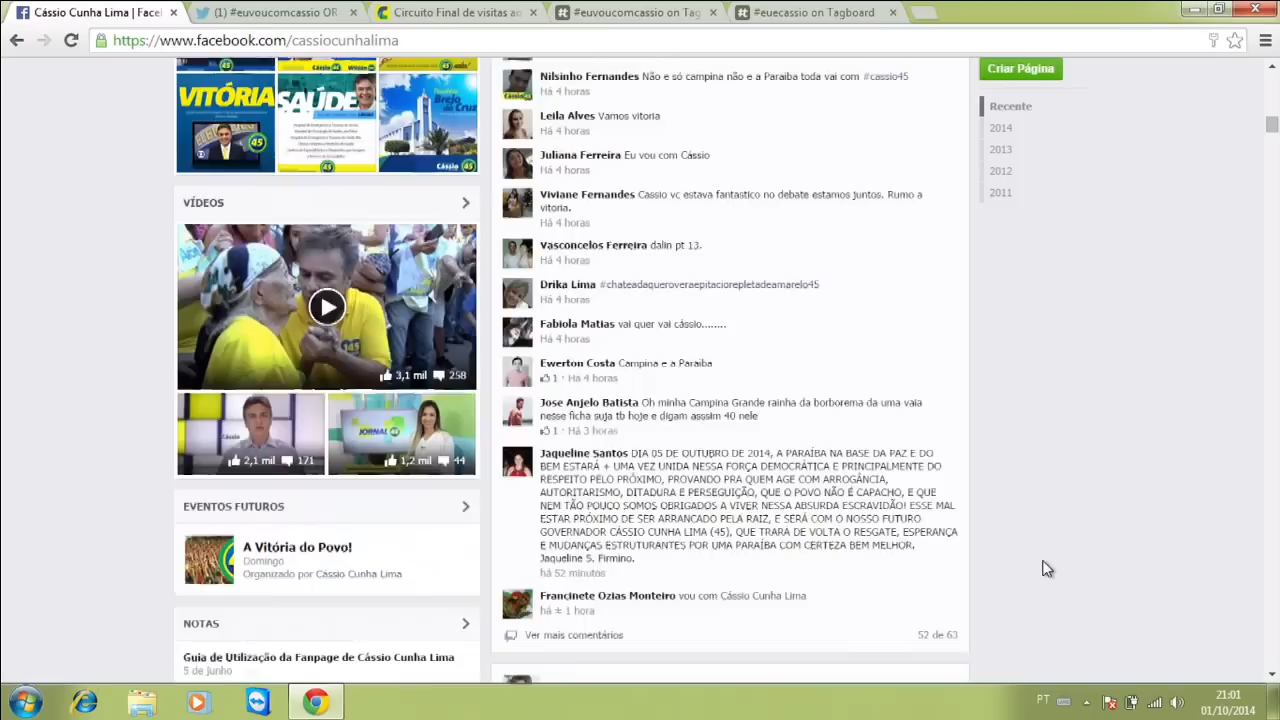 Cássio Cunha Lima | Facel
(1) #euvoucomcassio OR
Circuito Final de visitas ao
#euvoucomcassio on Tag
#euecassio on Tagboard
https://www.facebook.com/cassiocunhalima
45
Cássio 45
VITÓRIA
45
SAÚDE
45
Brejo do Cruz
Cássio 45
VÍDEOS
3,1 mil 258
2,1 mil 171
JORNAL 45
1,2 mil 44
EVENTOS FUTUROS
A Vitória do Povo!
Domingo
Organizado por Cássio Cunha Lima
NOTAS
Guia de Utilização da Fanpage de Cássio Cunha Lima
5 de junho
Nilsinho Fernandes Não e só campina não e a Paraiba toda vai com #cassio45
Há 4 horas
Leila Alves Vamos vitoria
Há 4 horas
Juliana Ferreira Eu vou com Cássio
Há 4 horas
Viviane Fernandes Cassio vc estava fantastico no debate estamos juntos. Rumo a
vitoria.
Há 4 horas
Vasconcelos Ferreira dalin pt 13.
Há 4 horas
Drika Lima #chateadaqueroveraepitaciorepletadeamarelo45
Há 4 horas
Fabiola Matias vai quer vai cássio........
Há 4 horas
Ewerton Costa Campina e a Paraiba
1 · Há 4 horas
Jose Anjelo Batista Oh minha Campina Grande rainha da borborema da uma vaia
nesse ficha suja tb hoje e digam asssim 40 nele
1 · Há 3 horas
Jaqueline Santos DIA 05 DE OUTUBRO DE 2014, A PARAÍBA NA BASE DA PAZ E DO
BEM ESTARÁ + UMA VEZ UNIDA NESSA FORÇA DEMOCRÁTICA E PRINCIPALMENTE DO
RESPEITO PELO PRÓXIMO, PROVANDO PRA QUEM AGE COM ARROGÂNCIA,
AUTORITARISMO, DITADURA E PERSEGUIÇÃO, QUE O POVO NÃO É CAPACHO, E QUE
NEM TÃO POUCO SOMOS OBRIGADOS A VIVER NESSA ABSURDA ESCRAVIDÃO! ESSE MAL
ESTAR PRÓXIMO DE SER ARRANCADO PELA RAIZ, E SERÁ COM O NOSSO FUTURO
GOVERNADOR CÁSSIO CUNHA LIMA (45), QUE TRARÁ DE VOLTA O RESGATE, ESPERANÇA
E MUDANÇAS ESTRUTURANTES POR UMA PARAÍBA COM CERTEZA BEM MELHOR.
Jaqueline S. Firmino.
há 52 minutos
Francinete Ozias Monteiro vou com Cássio Cunha Lima
há ± 1 hora
Ver mais comentários 52 de 63
Criar Página
Recente
2014
2013
2012
2011
PT
21:01
01/10/2014